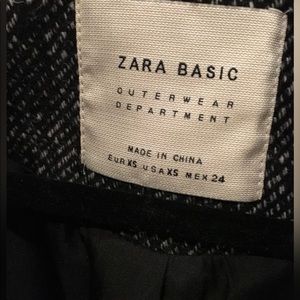 ZARA BASIC
OUTERWEAR
DEPARTMENT
MADE IN CHINA
EUR XS USA XS MEX 24